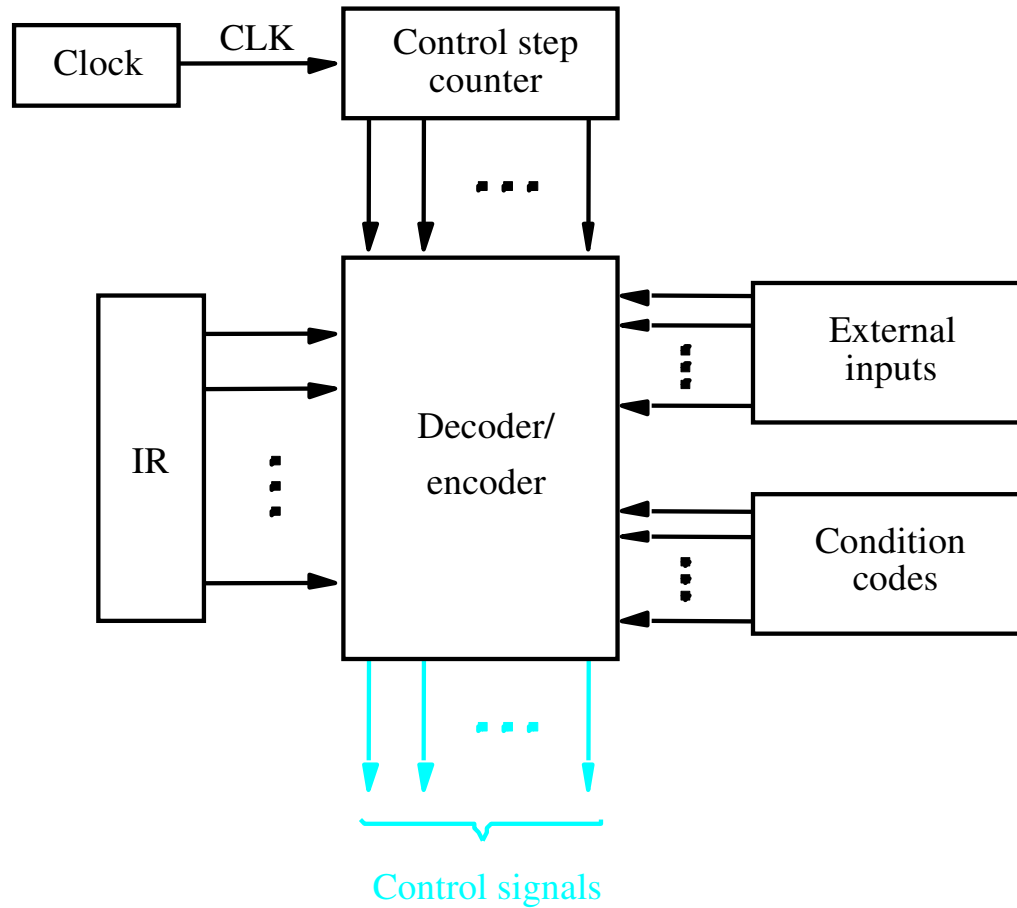 Clock
CLK
Control step
counter
IR
Decoder/
encoder
External
inputs
Condition
codes
Control signals